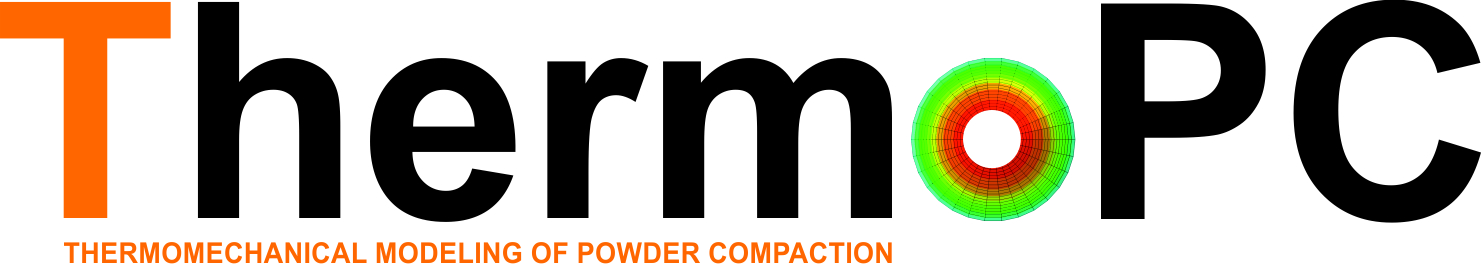 ThermoPC
THERMOMECHANICAL MODELING OF POWDER COMPACTION